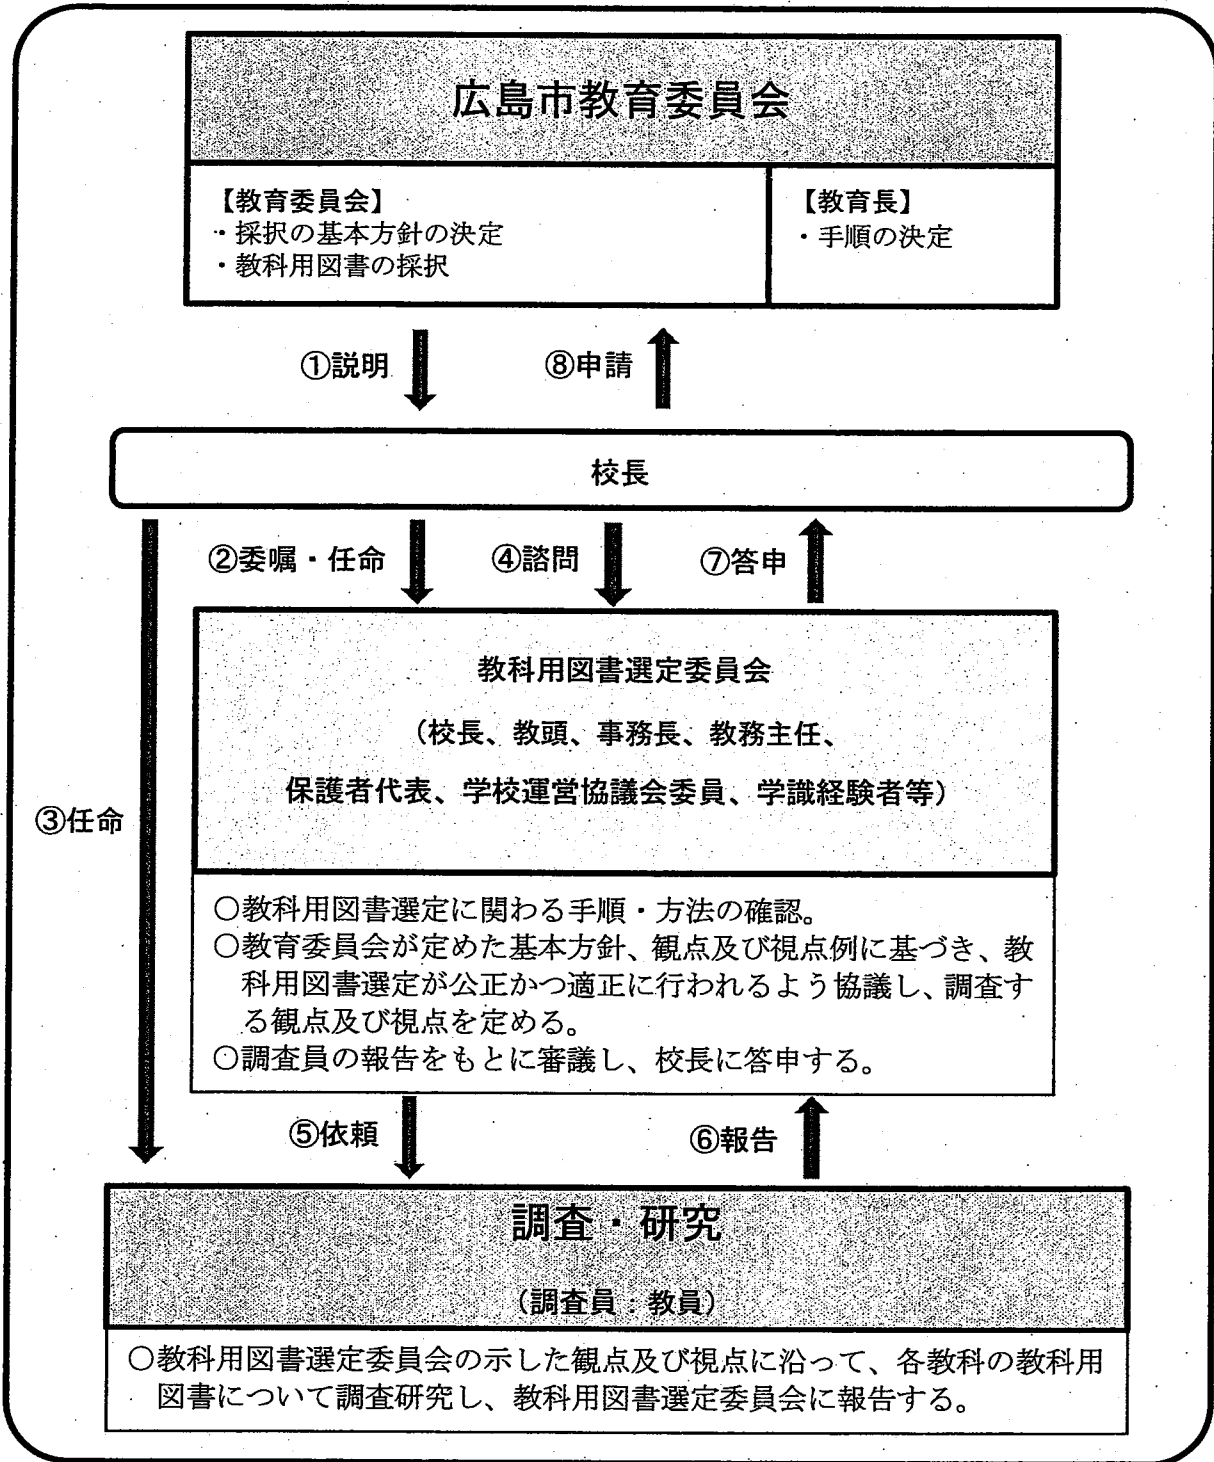 広島市教育委員会
【教育委員会】
・採択の基本方針の決定
・教科用図書の採択
【教育長】
・手順の決定
①説明
⑧申請
校長
②委嘱・任命
④諮問
⑦答申
教科用図書選定委員会
(校長、教頭、事務長、教務主任、
保護者代表、学校運営協議会委員、学識経験者等)
③任命
○教科用図書選定に関わる手順・方法の確認。
○教育委員会が定めた基本方針、観点及び視点例に基づき、教
科用図書選定が公正かつ適正に行われるよう協議し、調査す
る観点及び視点を定める。
○調査員の報告をもとに審議し、校長に答申する。
⑤依頼
⑥報告
調査・研究
(調査員:教員)
○教科用図書選定委員会の示した観点及び視点に沿って、各教科の教科用
図書について調査研究し、教科用図書選定委員会に報告する。